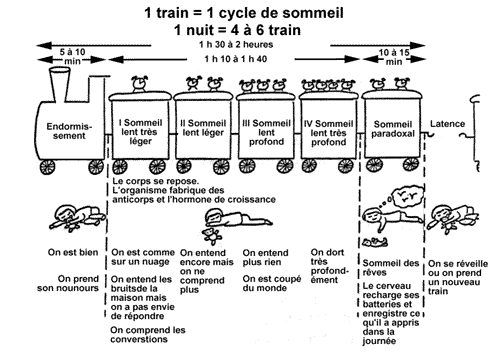 1 train = 1 cycle de sommeil
1 nuit = 4 à 6 train
1 h 30 à 2 heures
5 à 10
min
1 h 10 à 1 h 40
10 à 15
min
Endormis-
sement
I Sommeil
lent très
léger
II Sommeil
lent léger
III Sommeil
lent
profond
IV Sommeil
lent très
profond
Sommeil
paradoxal
Latence
Le corps se repose.
L'organisme fabrique des
anticorps et l'hormone de croissance
On est bien
On prend
son nounours
On est comme
sur un nuage
On entend les
bruitsde la
maison mais
on a pas envie
de répondre
On comprend les
converstions
On entend
encore mais on
ne comprend
plus
On entend
plus rien
On est coupé
du monde
On dort
très
profond-
ément
Sommeil des
rêves
Le cerveau
recharge ses
batteries et
enregistre ce
qu'il a appris
dans la
journée
On se réveille
ou on prend
un nouveau
train